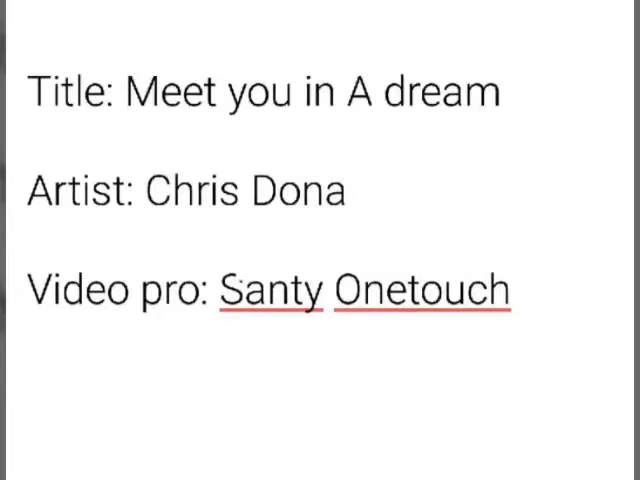 Title: Meet you in A dream
Artist: Chris Dona
Video pro: Santy Onetouch